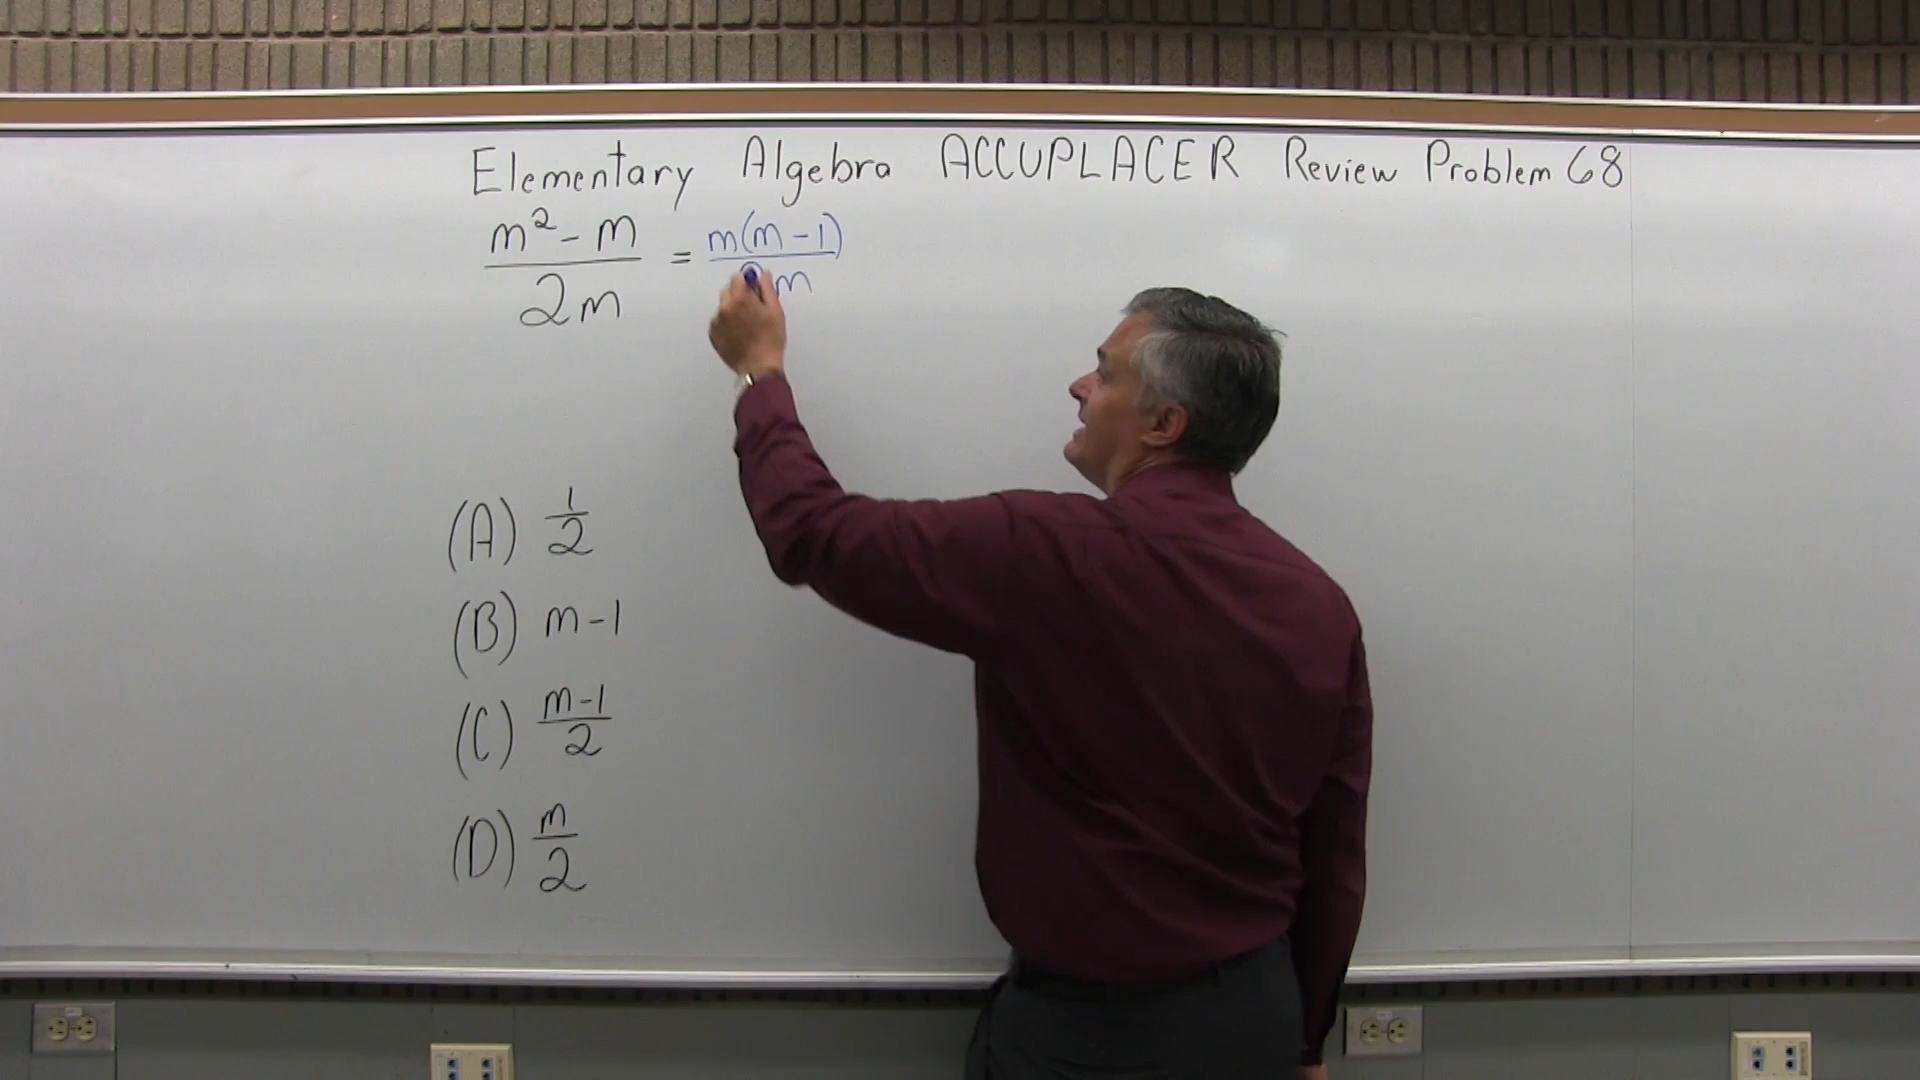 Elementary Algebra ACCUPLACER Review Problem 68
m² - m = m(m - 1)
2m m
(A) 1/2
(B) m - 1
(C) m - 1/2
(D) m/2